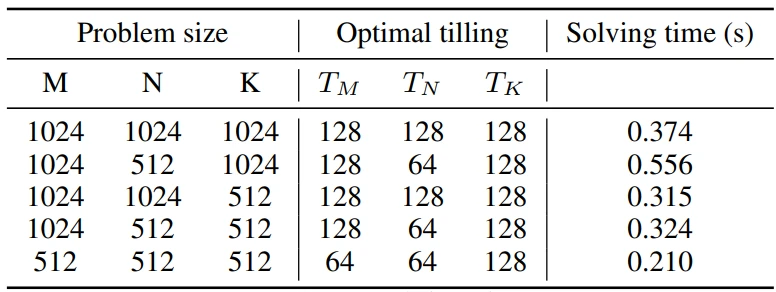 Problem size Optimal tilling Solving time (s)
M N K T_M T_N T_K
1024 1024 1024 128 128 128 0.374
1024 512 1024 128 64 128 0.556
1024 1024 512 128 128 128 0.315
1024 512 512 128 64 128 0.324
512 512 512 64 64 128 0.210